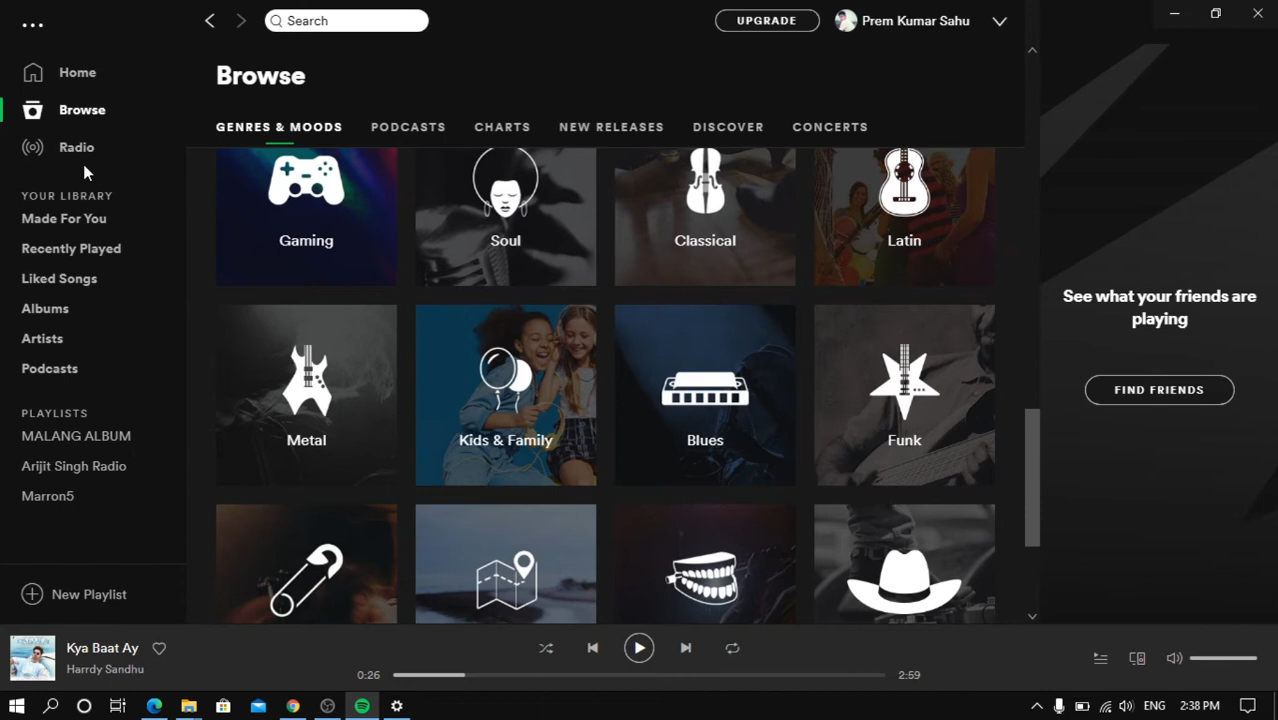 Search
UPGRADE
Prem Kumar Sahu
Home
Browse
Radio
YOUR LIBRARY
Made For You
Recently Played
Liked Songs
Albums
Artists
Podcasts
PLAYLISTS
MALANG ALBUM
Arijit Singh Radio
Marron5
New Playlist
Browse
GENRES & MOODS
PODCASTS
CHARTS
NEW RELEASES
DISCOVER
CONCERTS
Gaming
Soul
Classical
Latin
Metal
Kids & Family
Blues
Funk
See what your friends are
playing
FIND FRIENDS
Kya Baat Ay
Harrdy Sandhu
0:26
2:59
ENG
2:38 PM